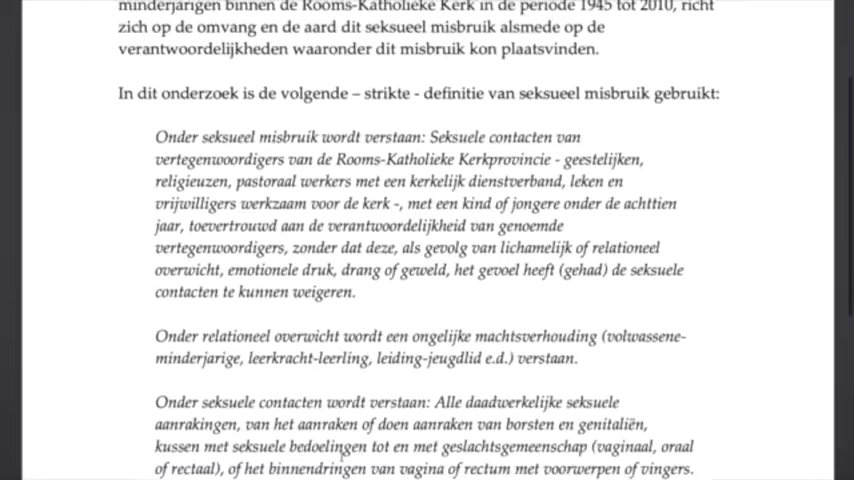 minderjarigen binnen de Rooms-Katholieke Kerk in de periode 1945 tot 2010, richt
zich op de omvang en de aard dit seksueel misbruik alsmede op de
verantwoordelijkheden waaronder dit misbruik kon plaatsvinden.
In dit onderzoek is de volgende – strikte - definitie van seksueel misbruik gebruikt:
Onder seksueel misbruik wordt verstaan: Seksuele contacten van
vertegenwoordigers van de Rooms-Katholieke Kerkprovincie - geestelijken,
religieuzen, pastoraal werkers met een kerkelijk dienstverband, leken en
vrijwilligers werkzaam voor de kerk -, met een kind of jongere onder de achttien
jaar, toevertrouwd aan de verantwoordelijkheid van genoemde
vertegenwoordigers, zonder dat deze, als gevolg van lichamelijk of relationeel
overwicht, emotionele druk, drang of geweld, het gevoel heeft (gehad) de seksuele
contacten te kunnen weigeren.
Onder relationeel overwicht wordt een ongelijke machtsverhouding (volwassene-
minderjarige, leerkracht-leerling, leiding-jeugdlid e.d.) verstaan.
Onder seksuele contacten wordt verstaan: Alle daadwerkelijke seksuele
aanrakingen, van het aanraken of doen aanraken van borsten en genitaliën,
kussen met seksuele bedoelingen tot en met geslachtsgemeenschap (vaginaal, oraal
of rectaal), of het binnendringen van vagina of rectum met voorwerpen of vingers.